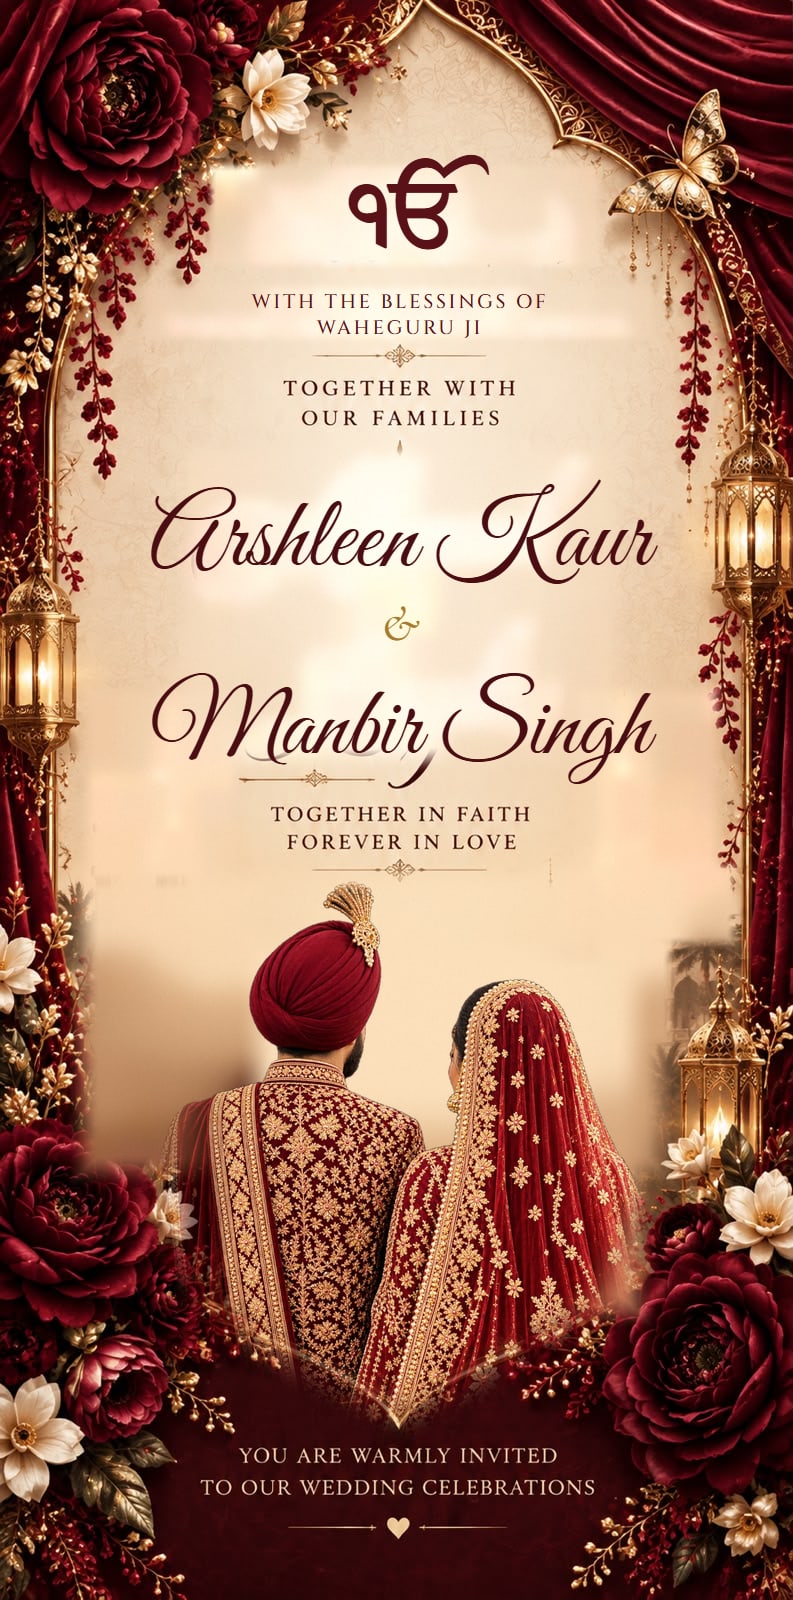 ੴ
WITH THE BLESSINGS OF
WAHEGURU JI
TOGETHER WITH
OUR FAMILIES
Arshleen Kaur
&
Manbir Singh
TOGETHER IN FAITH
FOREVER IN LOVE
YOU ARE WARMLY INVITED
TO OUR WEDDING CELEBRATIONS